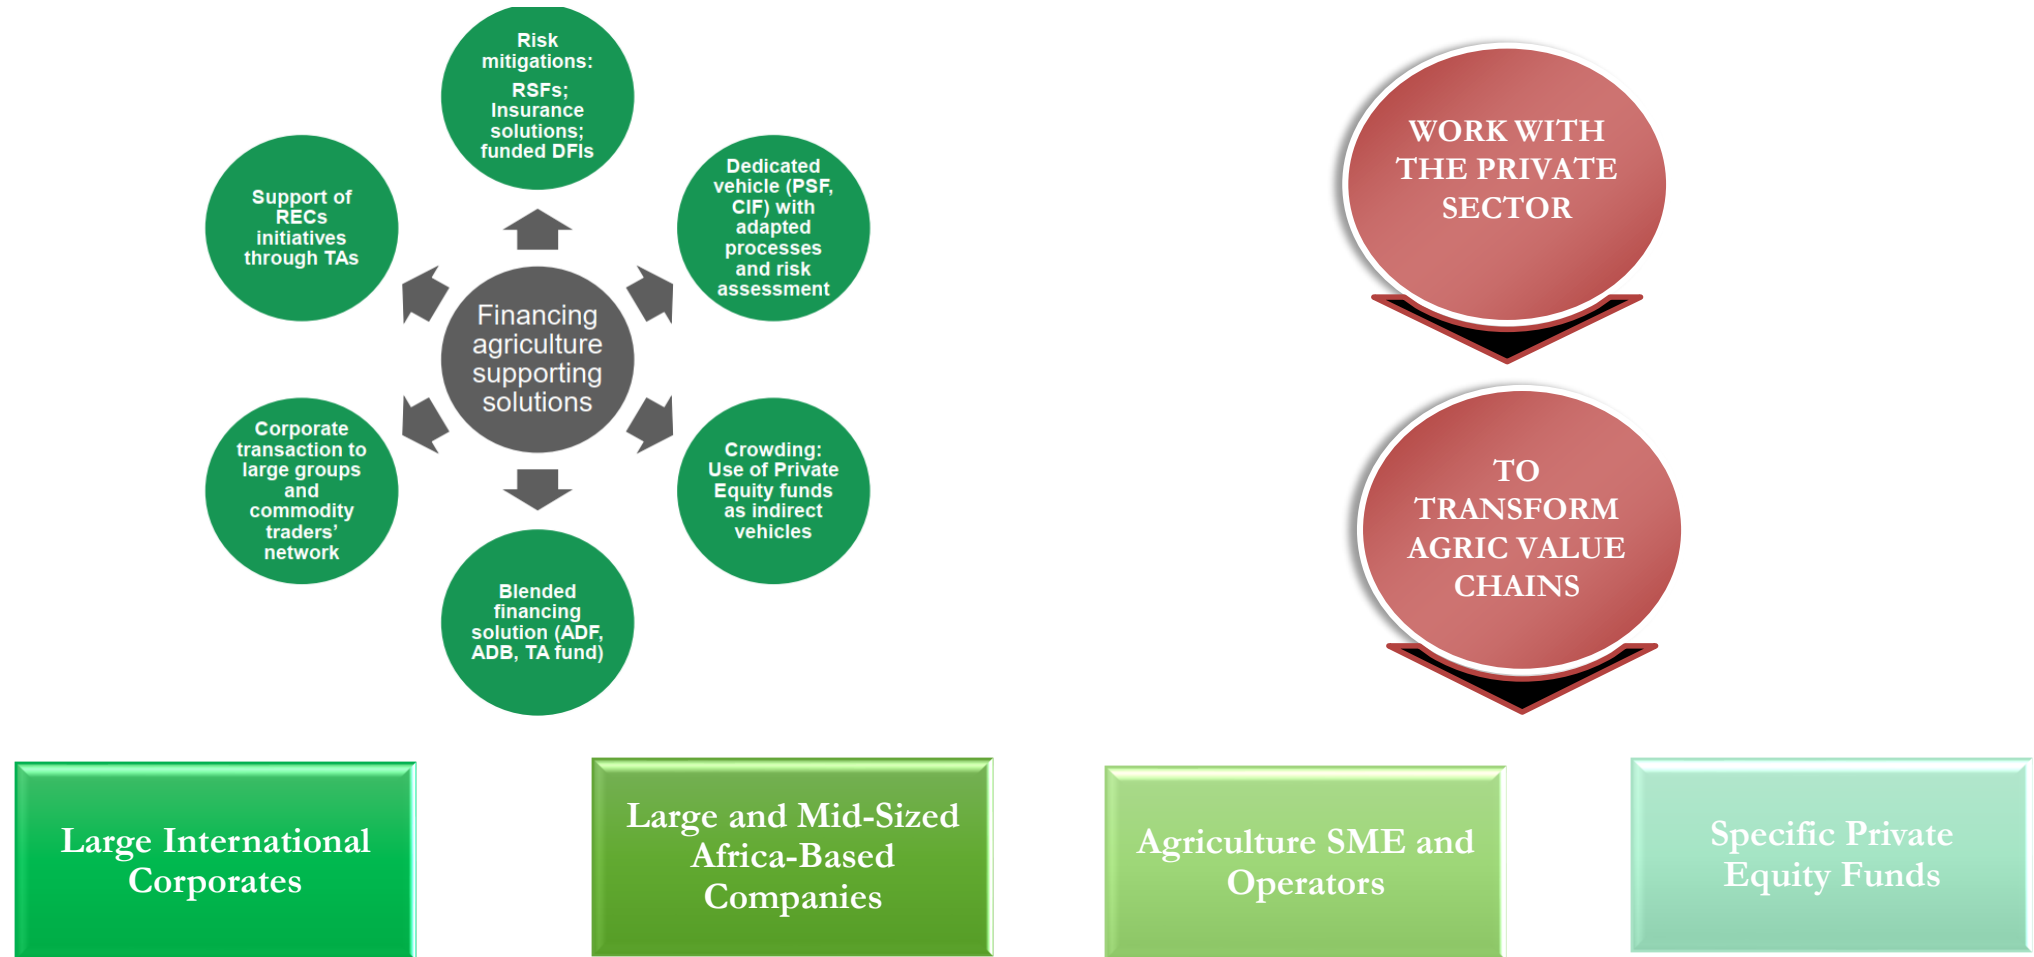 Risk
mitigations:
RSFs;
Insurance
solutions;
funded DFIs
Dedicated
vehicle (PSF,
CIF) with
adapted
processes
and risk
assessment
Crowding:
Use of Private
Equity funds
as indirect
vehicles
Blended
financing
solution (ADF,
ADB, TA fund)
Corporate
transaction to
large groups
and
commodity
traders’
network
Support of
RECs
initiatives
through TAs
Financing
agriculture
supporting
solutions
WORK WITH
THE PRIVATE
SECTOR
TO
TRANSFORM
AGRIC VALUE
CHAINS
Large International
Corporates
Large and Mid-Sized
Africa-Based
Companies
Agriculture SME and
Operators
Specific Private
Equity Funds